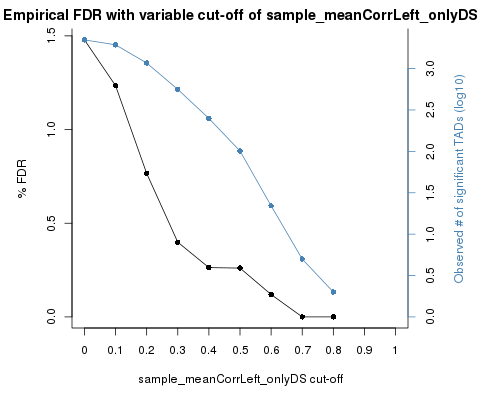 Empirical FDR with variable cut-off of sample_meanCorrLeft_onlyDS
% FDR
1.5
1.0
0.5
0.0
3.0
2.5
2.0
1.5
1.0
0.5
0.0
Observed # of significant TADs (log10)
0 0.1 0.2 0.3 0.4 0.5 0.6 0.7 0.8 0.9 1
sample_meanCorrLeft_onlyDS cut-off